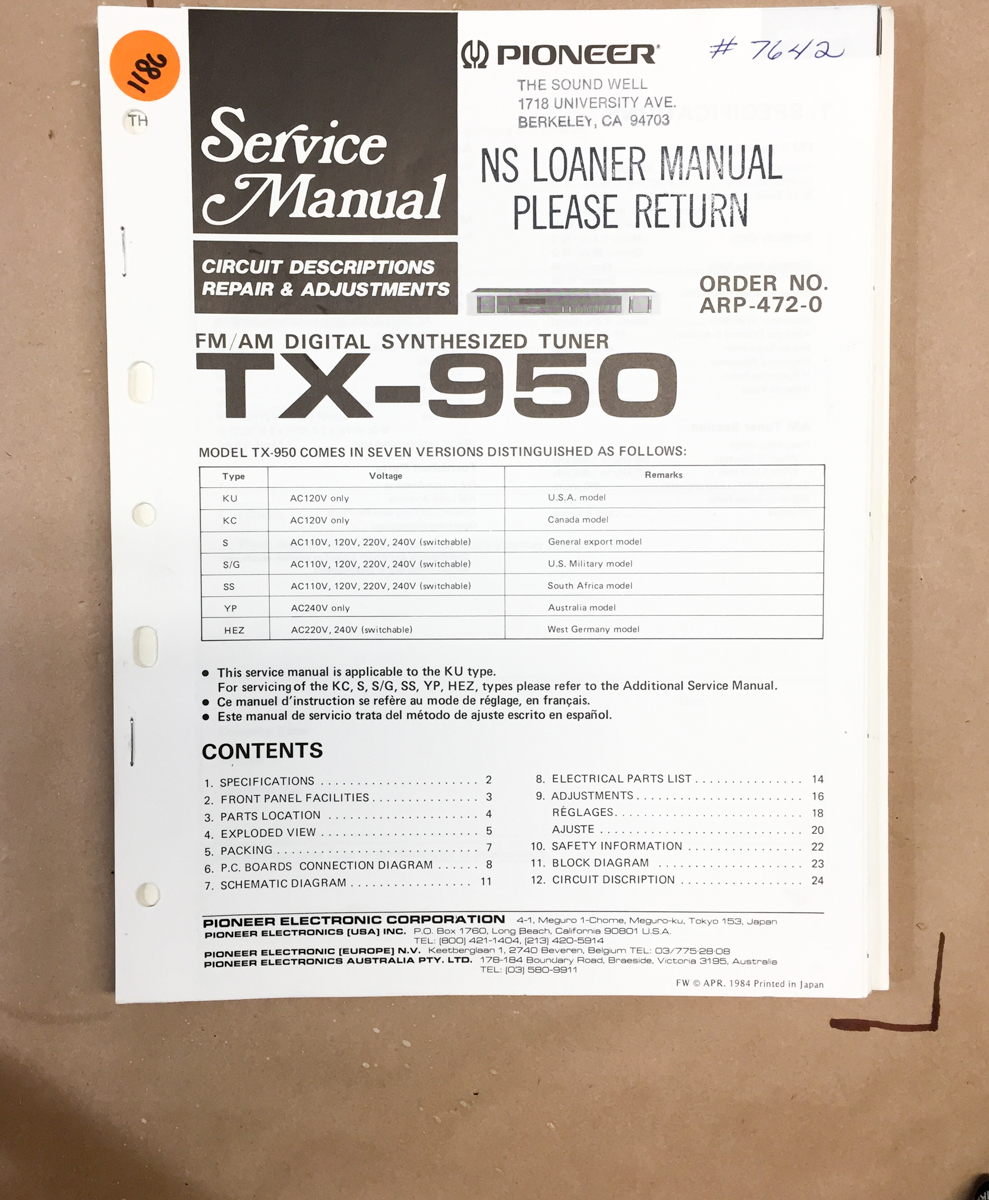 1186
TH
PIONEER®
# 7642
THE SOUND WELL
1718 UNIVERSITY AVE.
BERKELEY, CA 94703
Service
Manual
NS LOANER MANUAL
PLEASE RETURN
CIRCUIT DESCRIPTIONS
REPAIR & ADJUSTMENTS
ORDER NO.
ARP-472-0
FM/AM DIGITAL SYNTHESIZED TUNER
TX-950
MODEL TX-950 COMES IN SEVEN VERSIONS DISTINGUISHED AS FOLLOWS:
Type Voltage Remarks
KU AC120V only U.S.A. model
KC AC120V only Canada model
S AC110V, 120V, 220V, 240V (switchable) General export model
S/G AC110V, 120V, 220V, 240V (switchable) U.S. Military model
SS AC110V, 120V, 220V, 240V (switchable) South Africa model
YP AC240V only Australia model
HEZ AC220V, 240V (switchable) West Germany model
● This service manual is applicable to the KU type.
For servicing of the KC, S, S/G, SS, YP, HEZ, types please refer to the Additional Service Manual.
● Ce manuel d'instruction se refère au mode de réglage, en français.
● Este manual de servicio trata del método de ajuste escrito en español.
CONTENTS
1. SPECIFICATIONS . . . . . . . . . . . . . . . . . . . . . . . 2
2. FRONT PANEL FACILITIES . . . . . . . . . . . . . . . 3
3. PARTS LOCATION . . . . . . . . . . . . . . . . . . . . . . 4
4. EXPLODED VIEW . . . . . . . . . . . . . . . . . . . . . . . 5
5. PACKING . . . . . . . . . . . . . . . . . . . . . . . . . . . . . 7
6. P.C. BOARDS CONNECTION DIAGRAM . . . . . . 8
7. SCHEMATIC DIAGRAM . . . . . . . . . . . . . . . . . . 11
8. ELECTRICAL PARTS LIST . . . . . . . . . . . . . . . . 14
9. ADJUSTMENTS . . . . . . . . . . . . . . . . . . . . . . . . 16
RÉGLAGES . . . . . . . . . . . . . . . . . . . . . . . . . . . 18
AJUSTE . . . . . . . . . . . . . . . . . . . . . . . . . . . . . 20
10. SAFETY INFORMATION . . . . . . . . . . . . . . . . . 22
11. BLOCK DIAGRAM . . . . . . . . . . . . . . . . . . . . . 23
12. CIRCUIT DISCRIPTION . . . . . . . . . . . . . . . . . . 24
PIONEER ELECTRONIC CORPORATION 4-1, Meguro 1-Chome, Meguro-ku, Tokyo 153, Japan
PIONEER ELECTRONICS [USA] INC. P.O. Box 1760, Long Beach, California 90801 U.S.A.
TEL: [800] 421-1404, [213] 420-5914
PIONEER ELECTRONIC [EUROPE] N.V. Keetberglaan 1, 2740 Beveren, Belgium TEL: 03/775·28·08
PIONEER ELECTRONICS AUSTRALIA PTY. LTD. 178-184 Boundary Road, Braeside, Victoria 3195, Australia
TEL: [03] 580-9911
FW © APR. 1984 Printed in Japan